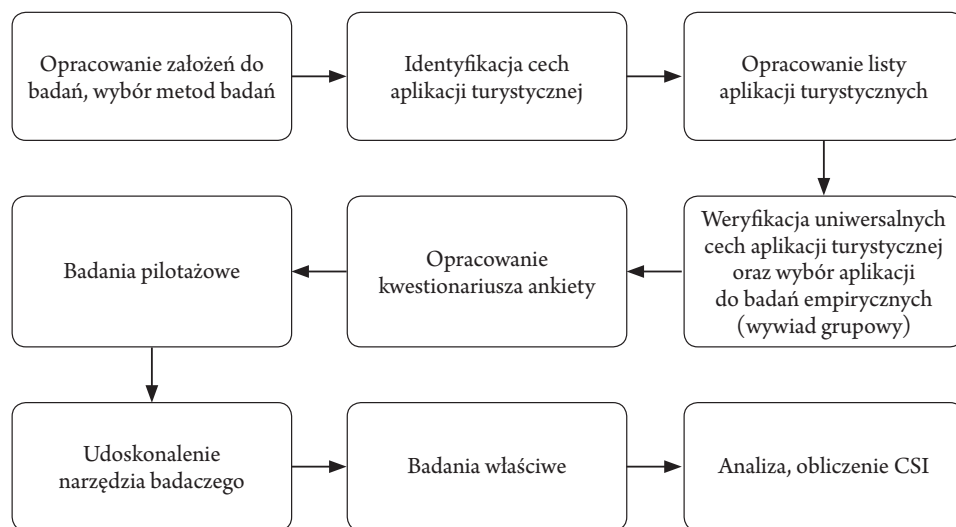 Opracowanie założeń do
badań, wybór metod badań
Identyfikacja cech
aplikacji turystycznej
Opracowanie listy
aplikacji turystycznych
Weryfikacja uniwersalnych
cech aplikacji turystycznej
oraz wybór aplikacji
do badań empirycznych
(wywiad grupowy)
Opracowanie
kwestionariusza ankiety
Badania pilotażowe
Udoskonalenie
narzędzia badaczego
Badania właściwe
Analiza, obliczenie CSI